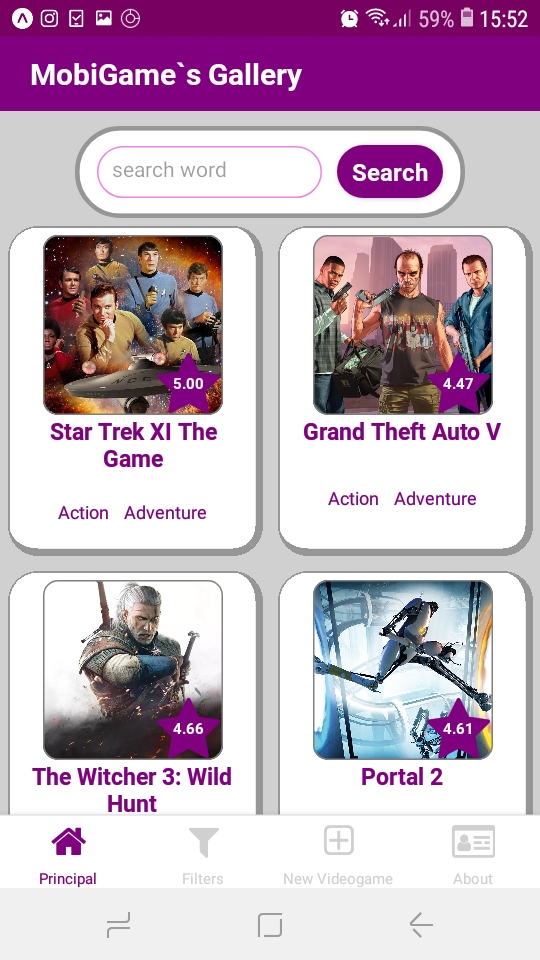 59% 15:52
MobiGame`s Gallery
search word
Search
5.00
4.47
Star Trek XI The
Game
Grand Theft Auto V
Action Adventure
Action Adventure
4.66
4.61
The Witcher 3: Wild
Hunt
Portal 2
Principal
Filters
New Videogame
About